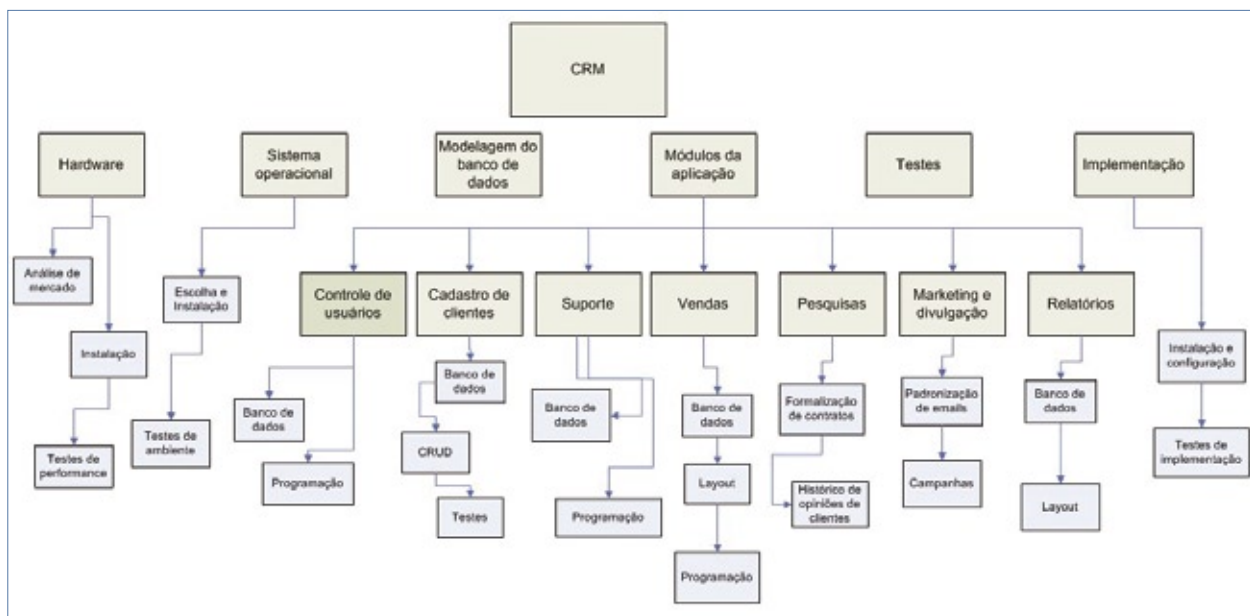 CRM
Hardware
Sistema
operacional
Modelagem do
banco de
dados
Módulos da
aplicação
Testes
Implementação
Análise de
mercado
Instalação
Testes de
performance
Escolha e
Instalação
Testes de
ambiente
Controle de
usuários
Banco de
dados
Programação
Cadastro de
clientes
Banco de
dados
CRUD
Testes
Suporte
Banco de
dados
Programação
Vendas
Banco de
dados
Layout
Programação
Pesquisas
Formalização
de contratos
Histórico de
opiniões de
clientes
Marketing e
divulgação
Padronização
de emails
Campanhas
Relatórios
Banco de
dados
Layout
Instalação e
configuração
Testes de
implementação